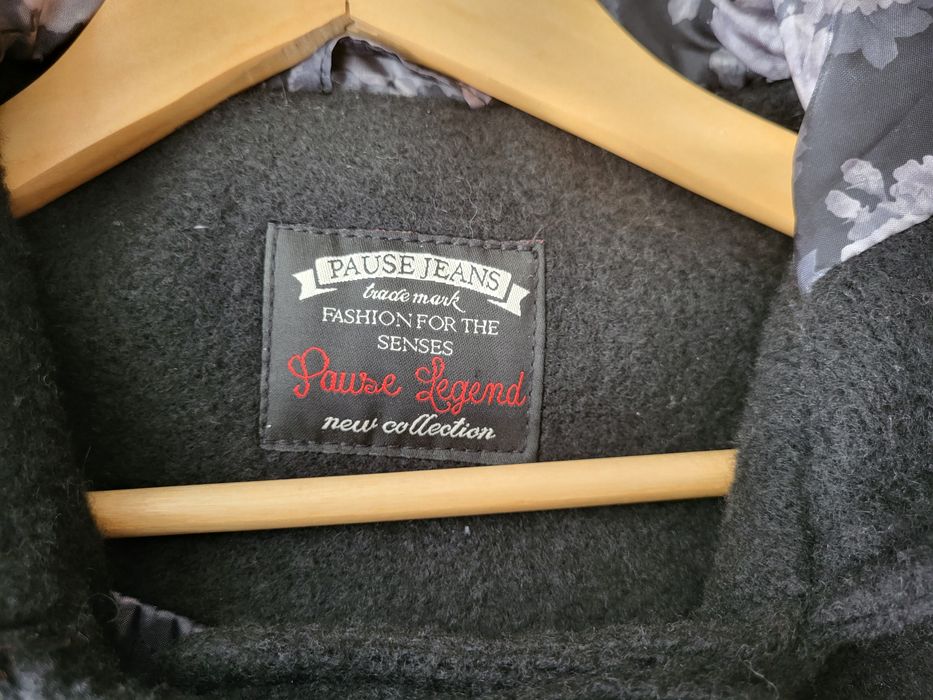 PAUSE JEANS
trade mark
FASHION FOR THE
SENSES
Pause Legend
new collection